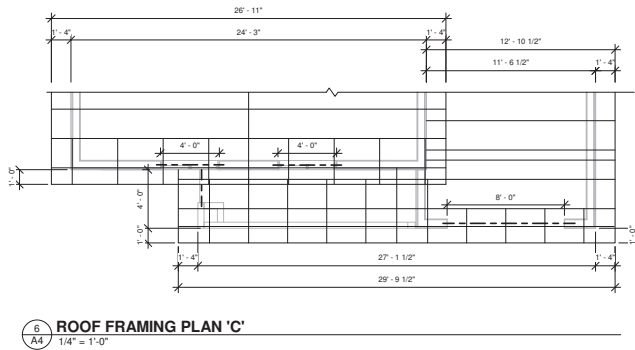 26' - 11"
1' - 4" 24' - 3" 1' - 4"
12' - 10 1/2"
11' - 6 1/2" 1' - 4"
4' - 0" 4' - 0"
1' - 0"
4' - 0"
8' - 0"
1' - 0" 1' - 0"
1' - 4" 27' - 1 1/2" 1' - 4"
29' - 9 1/2"
6 ROOF FRAMING PLAN 'C'
A4 1/4" = 1'-0"